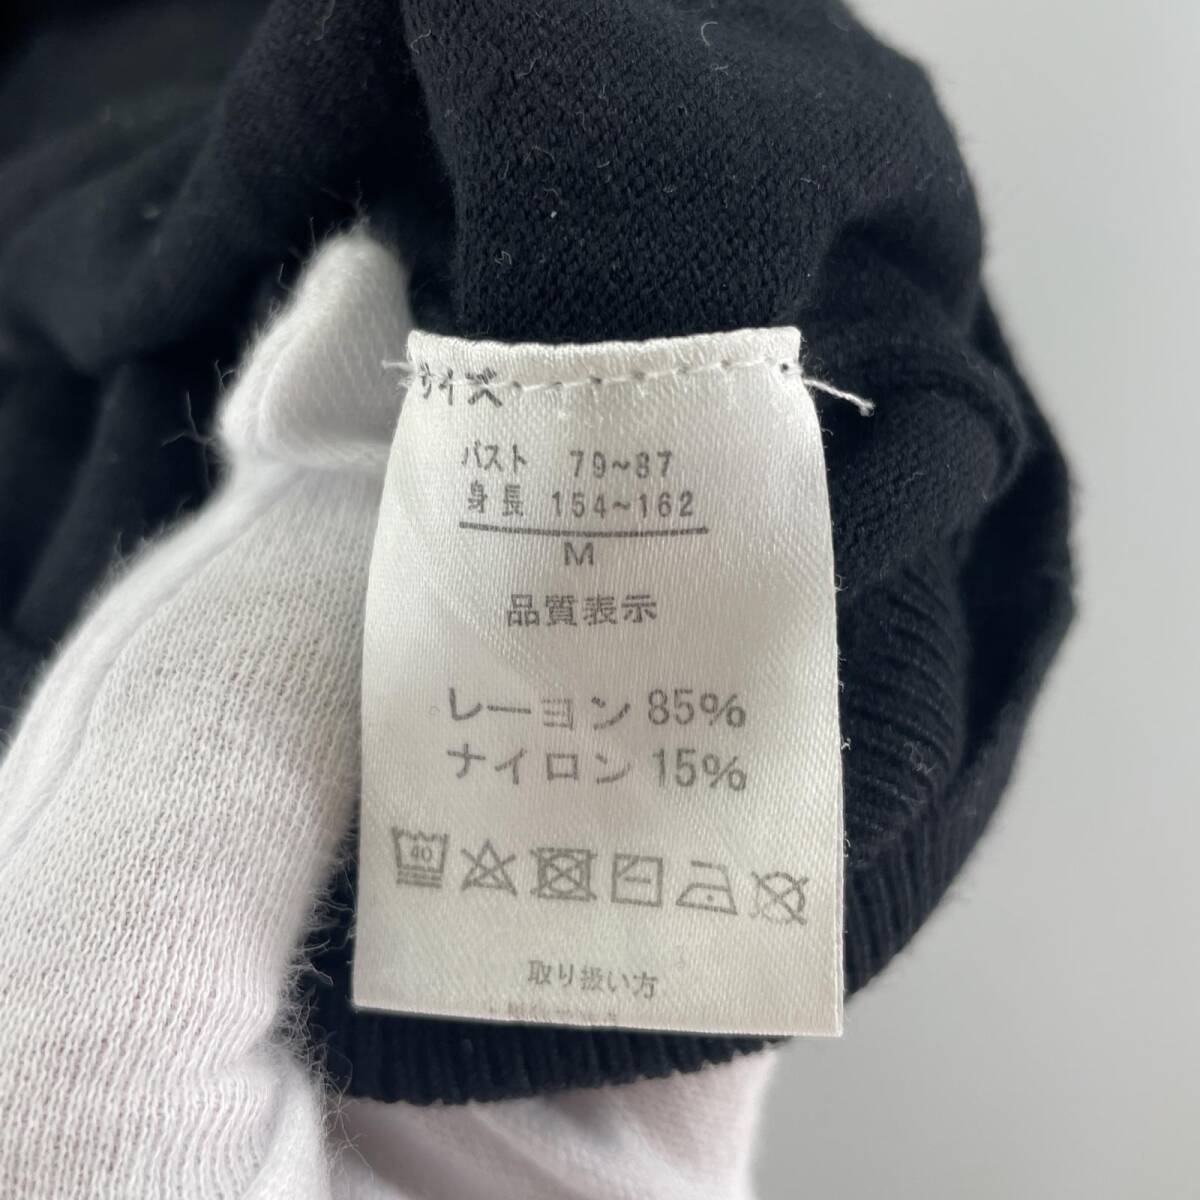 サイズ
バスト 79~87
身長 154~162
M
品質表示
レーヨン 85%
ナイロン 15%
40
取り扱い方